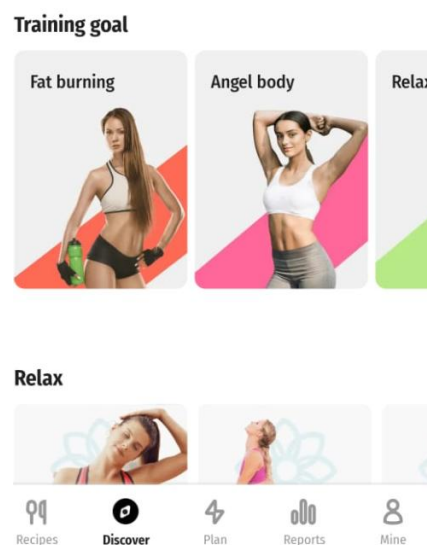 Training goal
Fat burning
Angel body
Relax
Relax
Recipes
Discover
Plan
Reports
Mine